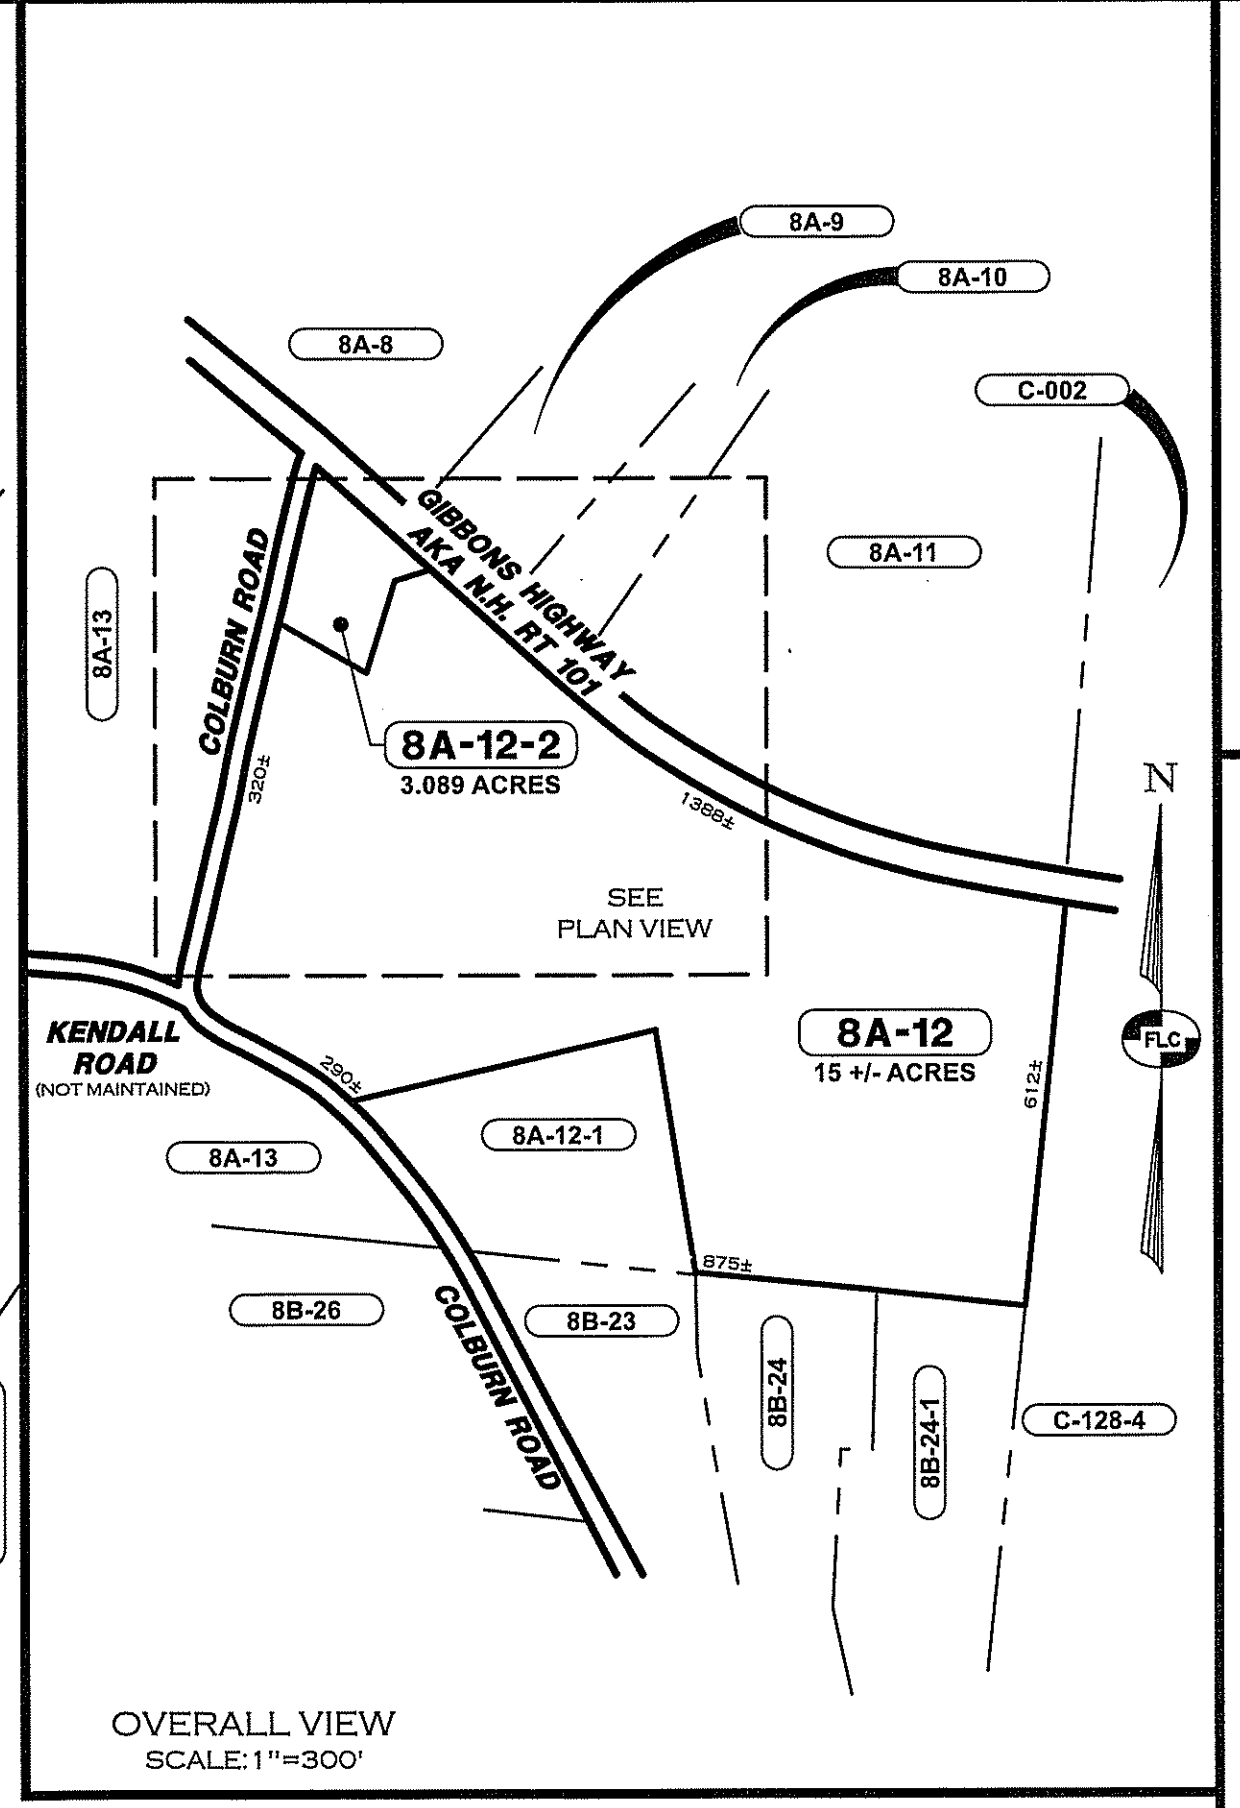 8A-9
8A-10
8A-8
C-002
GIBBONS HIGHWAY
AKA N.H. RT 101
8A-11
COLBURN ROAD
8A-13
8A-12-2
3.089 ACRES
320±
1388±
N
SEE
PLAN VIEW
KENDALL
ROAD
(NOT MAINTAINED)
290±
8A-12
15 +/- ACRES
FLC
612±
8A-12-1
8A-13
875±
8B-26
8B-23
COLBURN ROAD
8B-24
8B-24-1
C-128-4
OVERALL VIEW
SCALE: 1"=300'